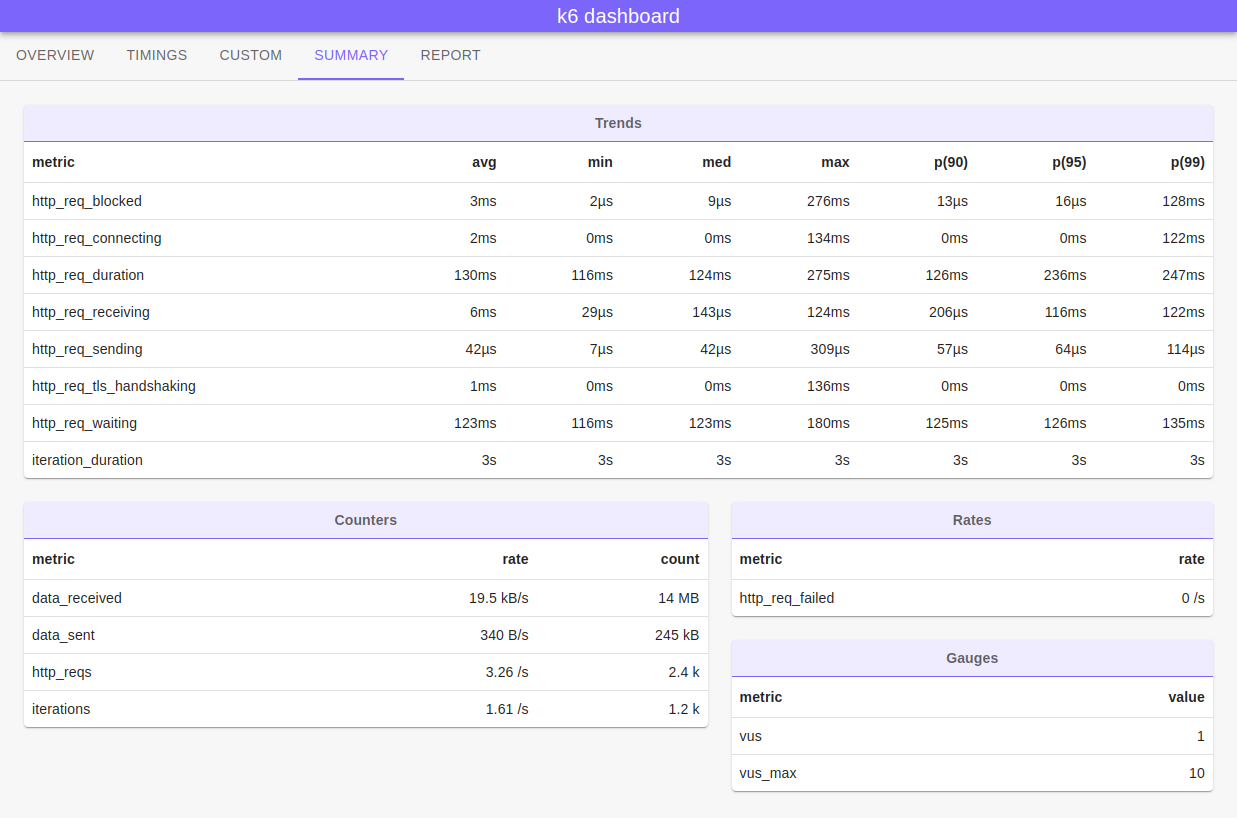 k6 dashboard
OVERVIEW TIMINGS CUSTOM SUMMARY REPORT
Trends
metric avg min med max p(90) p(95) p(99)
http_req_blocked 3ms 2µs 9µs 276ms 13µs 16µs 128ms
http_req_connecting 2ms 0ms 0ms 134ms 0ms 0ms 122ms
http_req_duration 130ms 116ms 124ms 275ms 126ms 236ms 247ms
http_req_receiving 6ms 29µs 143µs 124ms 206µs 116ms 122ms
http_req_sending 42µs 7µs 42µs 309µs 57µs 64µs 114µs
http_req_tls_handshaking 1ms 0ms 0ms 136ms 0ms 0ms 0ms
http_req_waiting 123ms 116ms 123ms 180ms 125ms 126ms 135ms
iteration_duration 3s 3s 3s 3s 3s 3s 3s
Counters
metric rate count
data_received 19.5 kB/s 14 MB
data_sent 340 B/s 245 kB
http_reqs 3.26 /s 2.4 k
iterations 1.61 /s 1.2 k
Rates
metric rate
http_req_failed 0 /s
Gauges
metric value
vus 1
vus_max 10